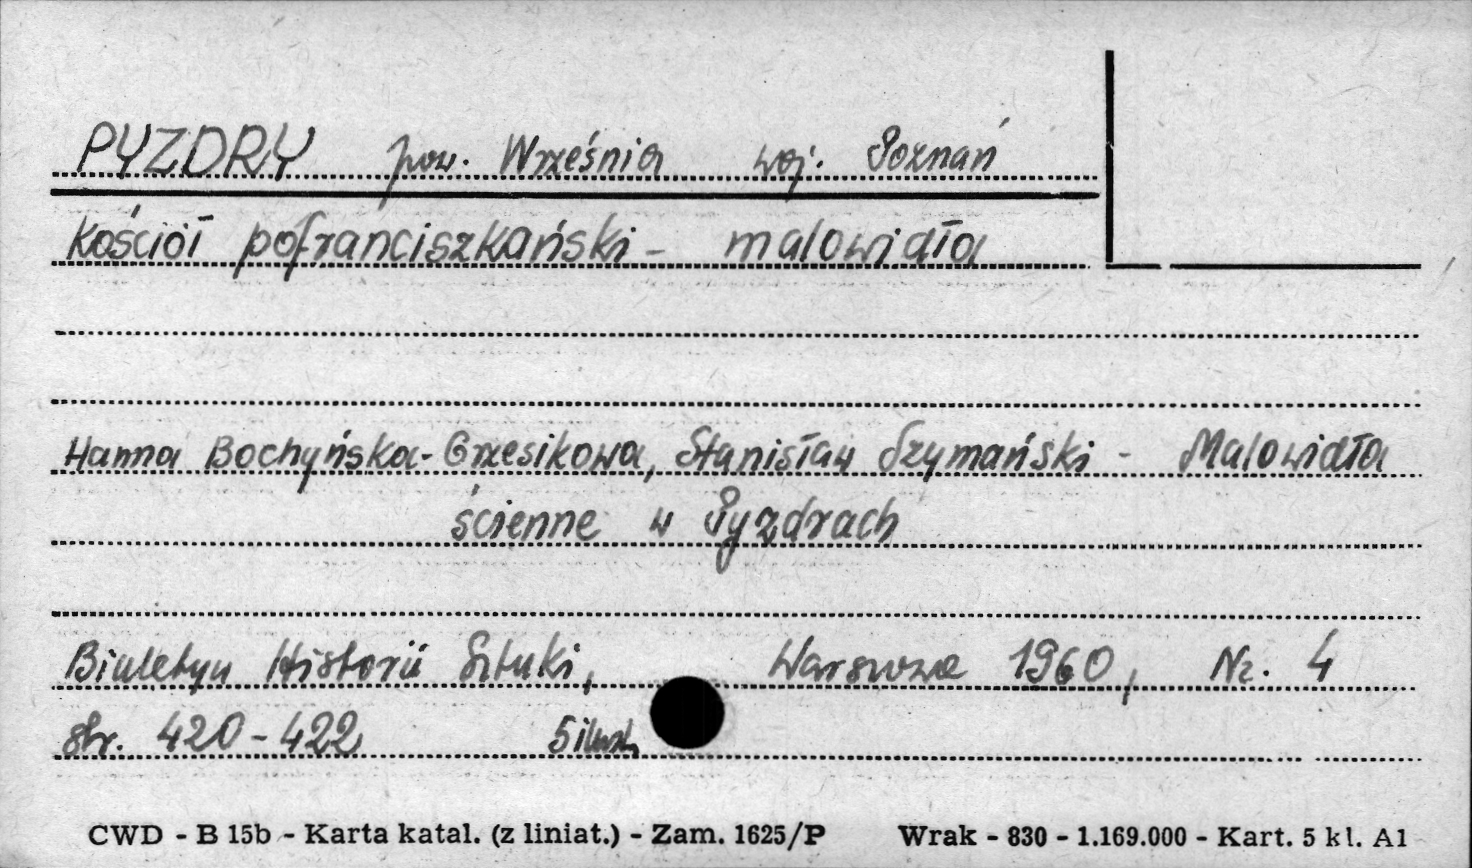 PYZDRY pow. Września woj. Poznań
Kościół pofranciszkański - malowidła
Hanna Bochyńska-Grzesikowa, Stanisław Szymański - Malowidła
ścienne w Pyzdrach
Biuletyn Historii Sztuki, Warszawa 1960, Nr. 4
str. 420-422 5 ilustr.
CWD - B 15b - Karta katal. (z liniat.) - Zam. 1625/P Wrak - 830 - 1.169.000 - Kart. 5 kl. A1